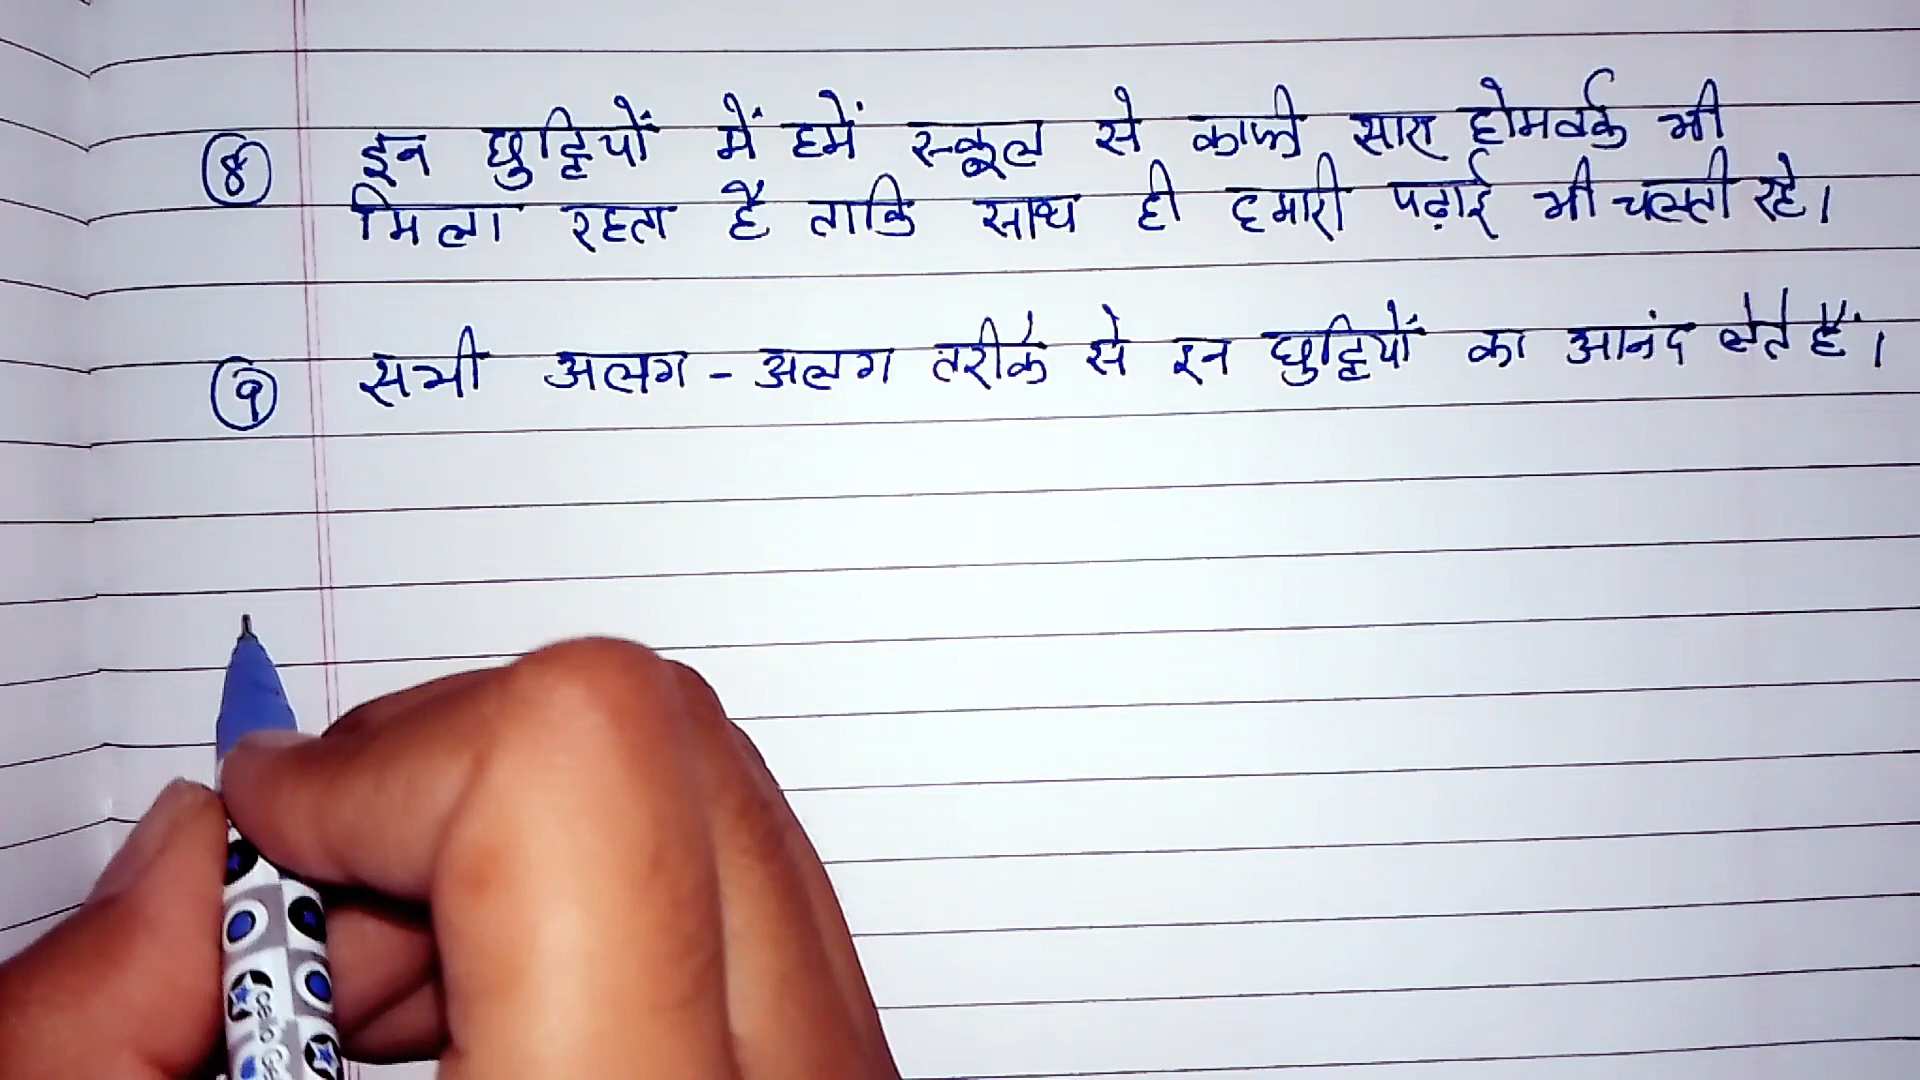 8 इन छुट्टियों में हमें स्कूल से काफी सारा होमवर्क भी
मिला रहता है ताकि साथ ही हमारी पढ़ाई भी चलती रहे।
9 सभी अलग - अलग तरीके से इन छुट्टियों का आनंद लेते हैं।